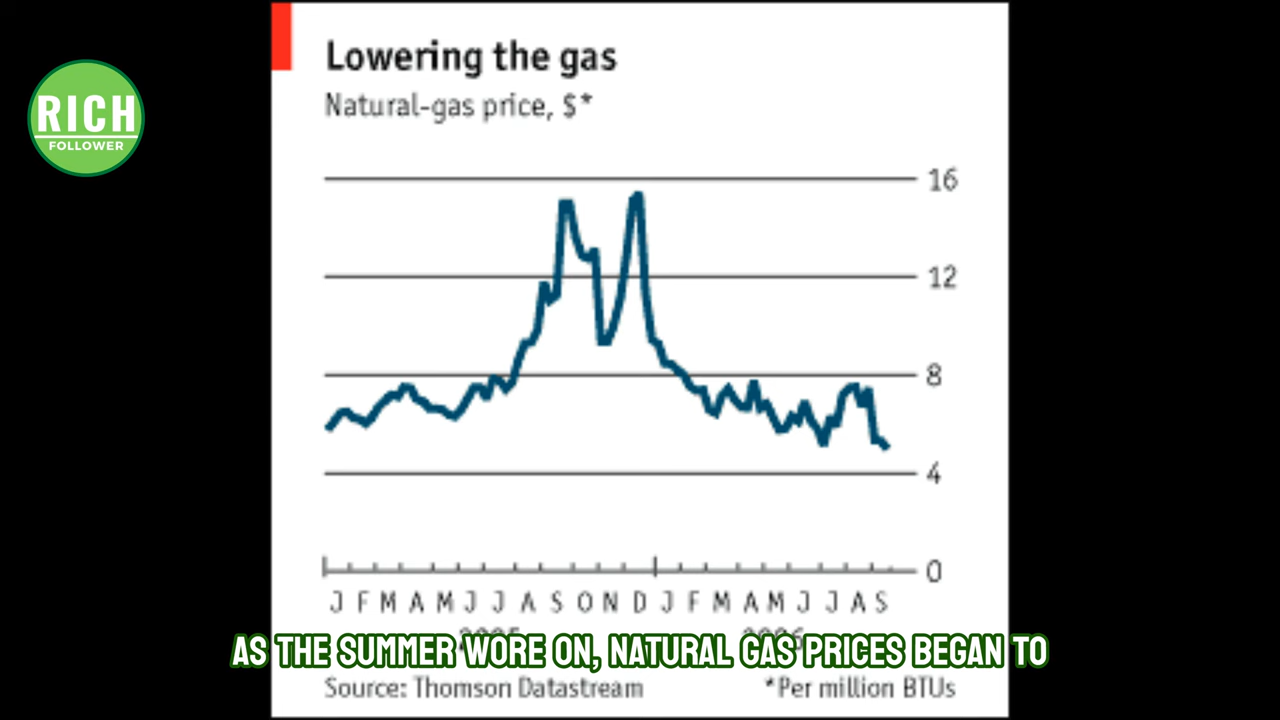 RICH
FOLLOWER
Lowering the gas
Natural-gas price, $*
16
12
8
4
0
J F M A M J J A S O N D J F M A M J J A S
AS THE SUMMER WORE ON, NATURAL GAS PRICES BEGAN TO
Source: Thomson Datastream *Per million BTUs